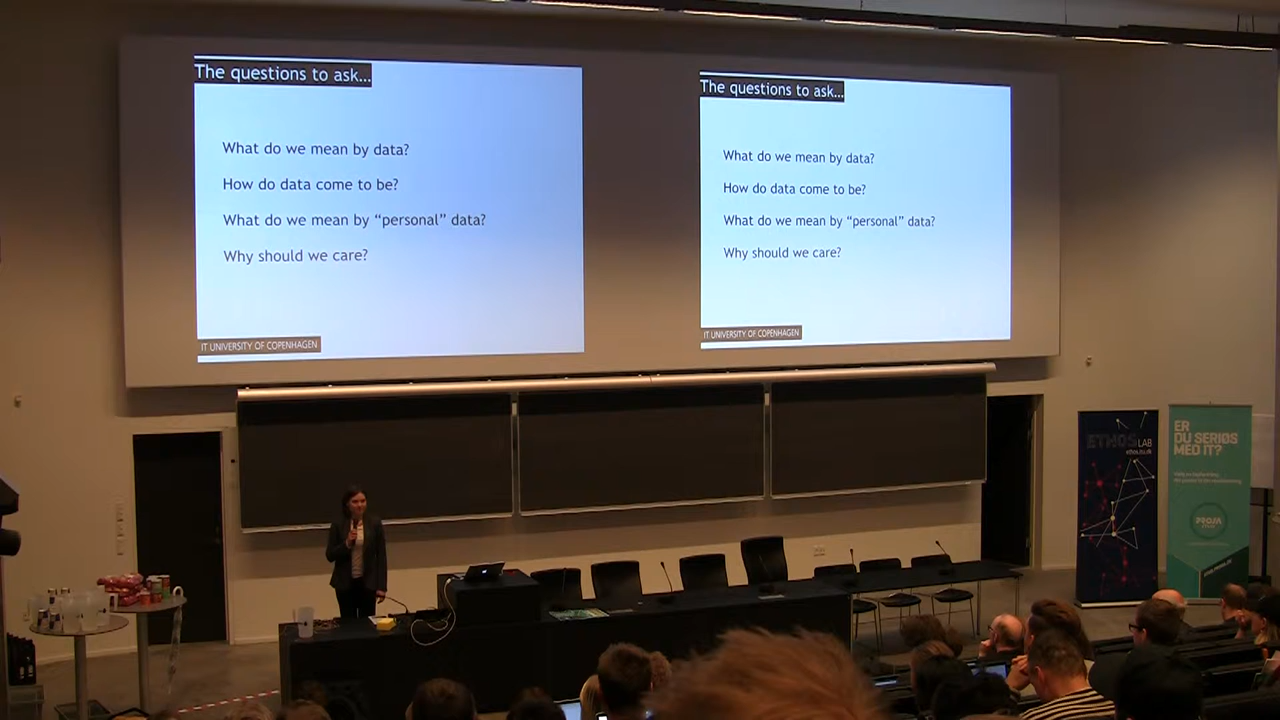 The questions to ask...
What do we mean by data?
How do data come to be?
What do we mean by “personal” data?
Why should we care?
IT UNIVERSITY OF COPENHAGEN
The questions to ask...
What do we mean by data?
How do data come to be?
What do we mean by “personal” data?
Why should we care?
IT UNIVERSITY OF COPENHAGEN
ETHOS LAB
ER
DU SERIØS
MED IT?
PROSA